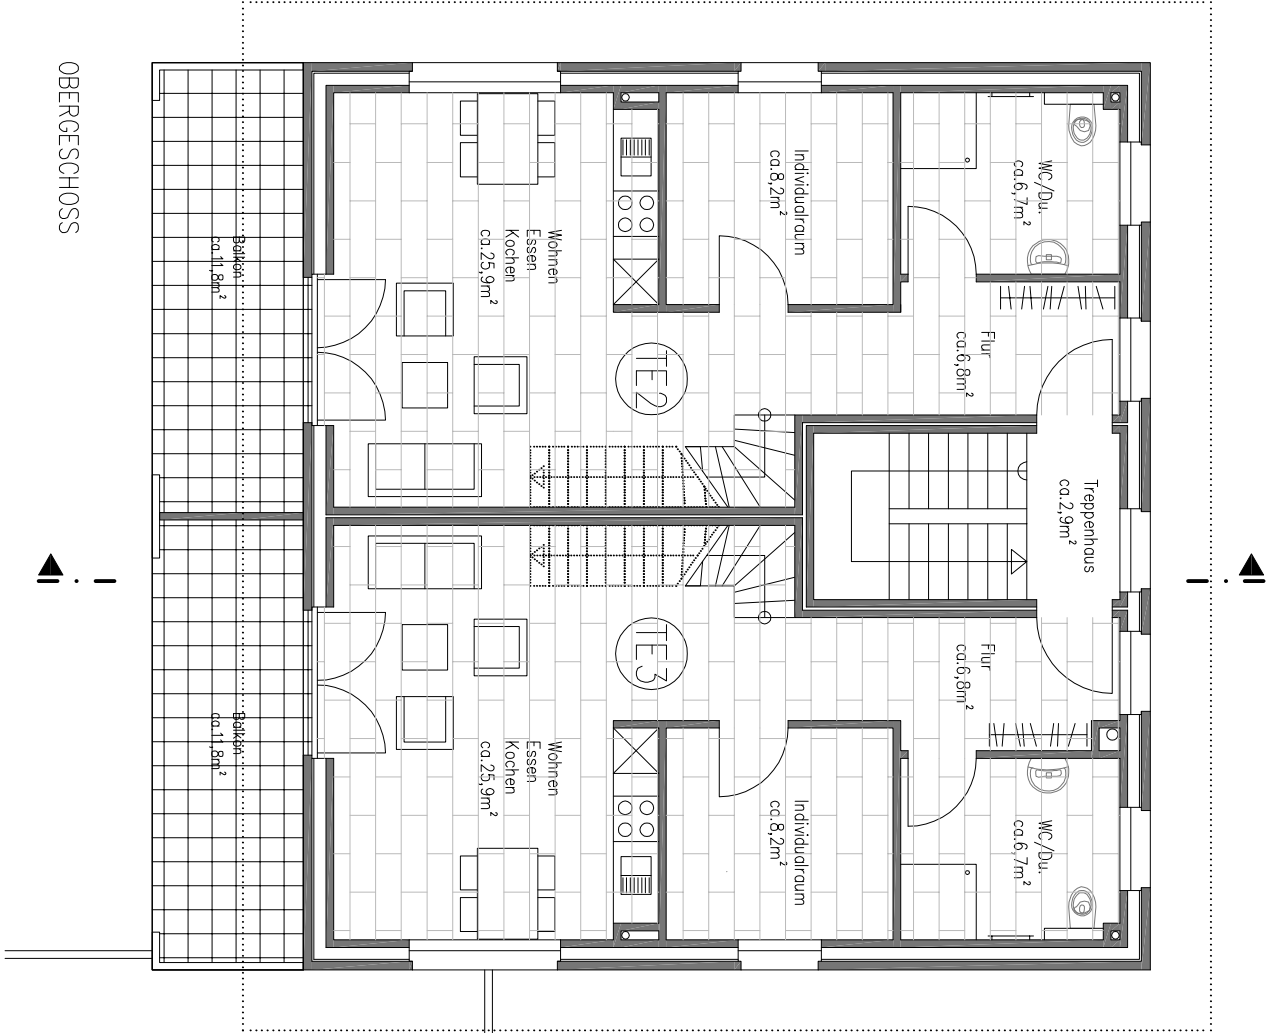 OBERGESCHOSS
WC/Du.
ca.6,7m²
Individualraum
ca.8,2m²
Wohnen
Essen
Kochen
ca.25,9m²
Balkon
ca.11,8m²
Flur
ca.6,8m²
TE2
Treppenhaus
ca.2,9m²
Flur
ca.6,8m²
TE3
WC/Du.
ca.6,7m²
Individualraum
ca.8,2m²
Wohnen
Essen
Kochen
ca.25,9m²
Balkon
ca.11,8m²